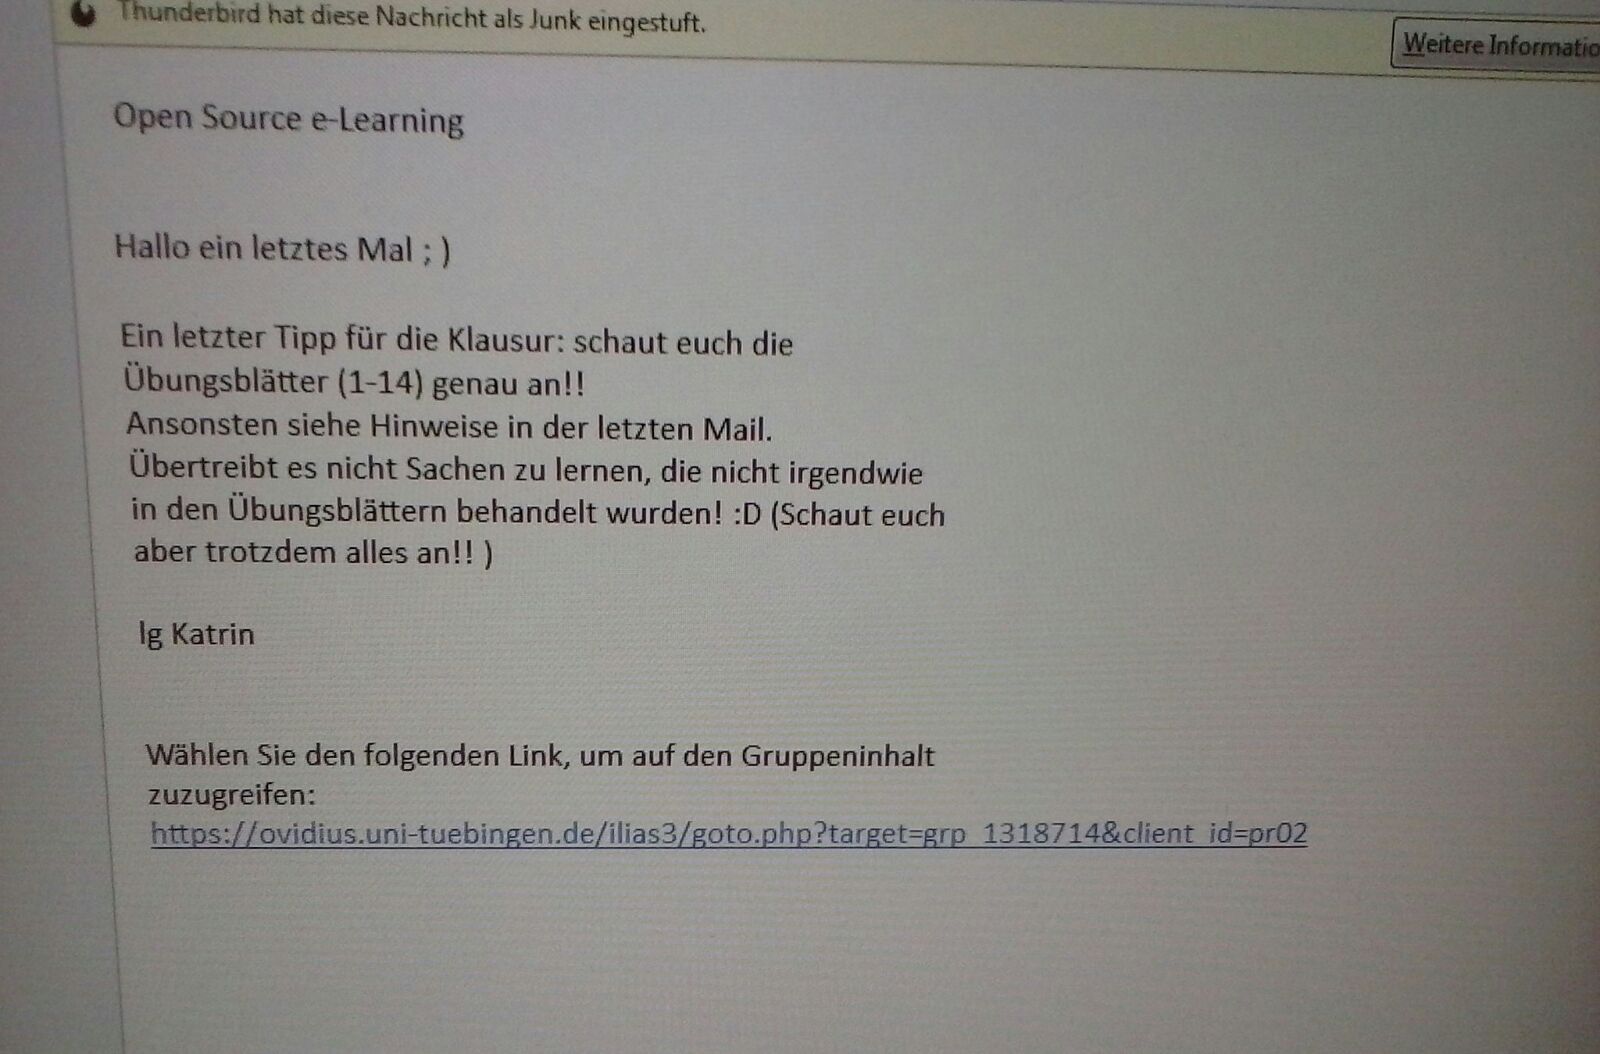 Thunderbird hat diese Nachricht als Junk eingestuft.
Weitere Informatio
Open Source e-Learning
Hallo ein letztes Mal ; )
Ein letzter Tipp für die Klausur: schaut euch die
Übungsblätter (1-14) genau an!!
Ansonsten siehe Hinweise in der letzten Mail.
Übertreibt es nicht Sachen zu lernen, die nicht irgendwie
in den Übungsblättern behandelt wurden! :D (Schaut euch
aber trotzdem alles an!! )
lg Katrin
Wählen Sie den folgenden Link, um auf den Gruppeninhalt
zuzugreifen:
https://ovidius.uni-tuebingen.de/ilias3/goto.php?target=grp_1318714&client_id=pr02